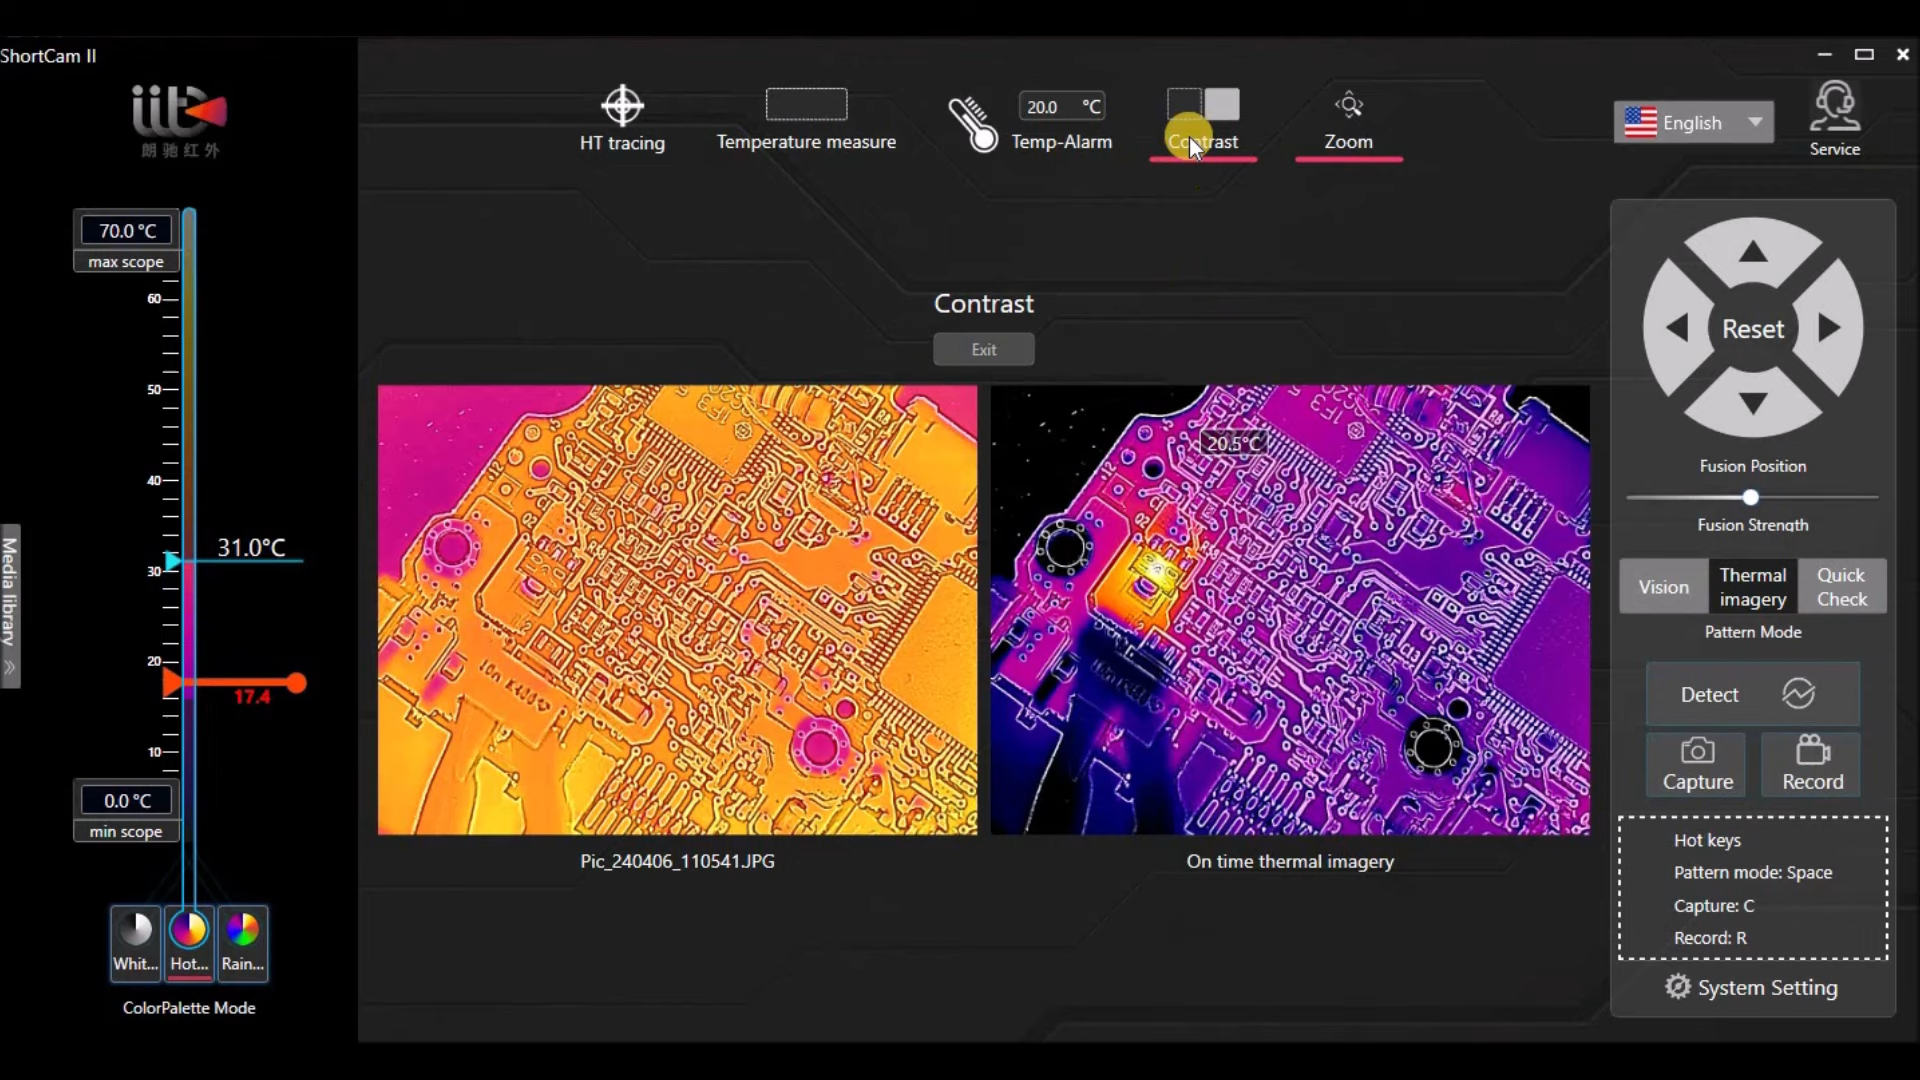 ShortCam II
朗驰红外
HT tracing
Temperature measure
20.0 °C
Temp-Alarm
Contrast
Zoom
English
Service
70.0 °C
max scope
60
50
40
31.0°C
30
20
17.4
10
0.0 °C
min scope
Whit...
Hot...
Rain...
ColorPalette Mode
Media library
Contrast
Exit
20.5°C
Pic_240406_110541.JPG
On time thermal imagery
Reset
Fusion Position
Fusion Strength
Vision
Thermal imagery
Quick Check
Pattern Mode
Detect
Capture
Record
Hot keys
Pattern mode: Space
Capture: C
Record: R
System Setting